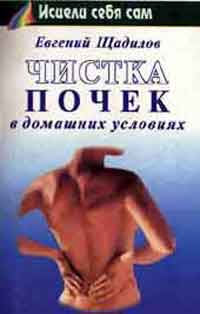 Исцели себя сам
Евгений Щадилов
ЧИСТКА
ПОЧЕК
в домашних условиях